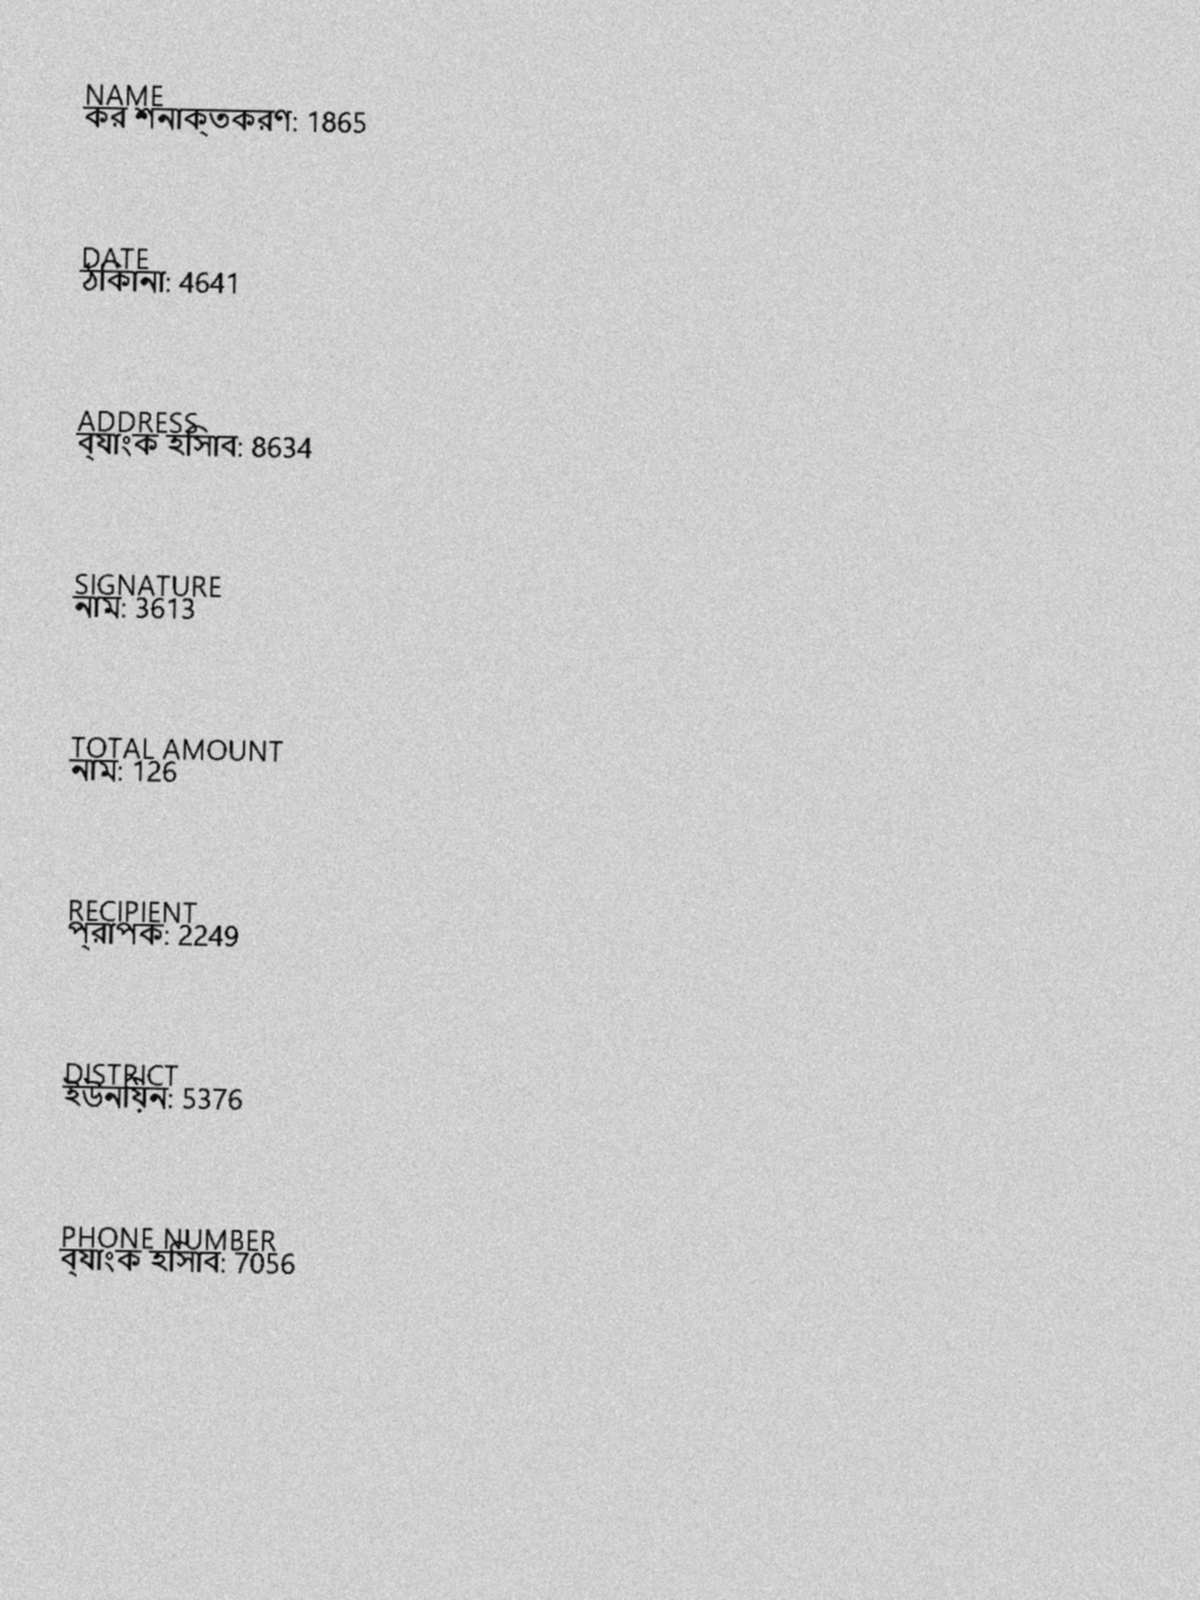 NAME
কর শনাক্তকরণ: 1865
DATE
ঠিকানা: 4641
ADDRESS
ব্যাংক হিসাব: 8634
SIGNATURE
নাম: 3613
TOTAL AMOUNT
নাম: 126
RECIPIENT
প্রাপক: 2249
DISTRICT
ইউনিয়ন: 5376
PHONE NUMBER
ব্যাংক হিসাব: 7056